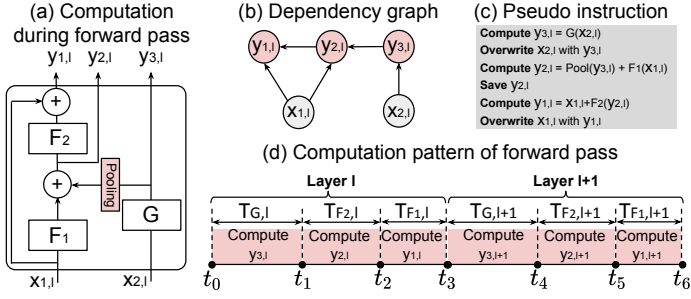 (a) Computation
during forward pass
y1,l y2,l y3,l
+
F2
+
Pooling
F1
G
x1,l x2,l
(b) Dependency graph
y1,l y2,l y3,l
x1,l x2,l
(c) Pseudo instruction
Compute y3,l = G(x2,l)
Overwrite x2,l with y3,l
Compute y2,l = Pool(y3,l) + F1(x1,l)
Save y2,l
Compute y1,l = x1,l+F2(y2,l)
Overwrite x1,l with y1,l
(d) Computation pattern of forward pass
Layer l Layer l+1
TG,l TF2,l TF1,l TG,l+1 TF2,l+1 TF1,l+1
Compute Compute Compute Compute Compute Compute
y3,l y2,l y1,l y3,l+1 y2,l+1 y1,l+1
t0 t1 t2 t3 t4 t5 t6